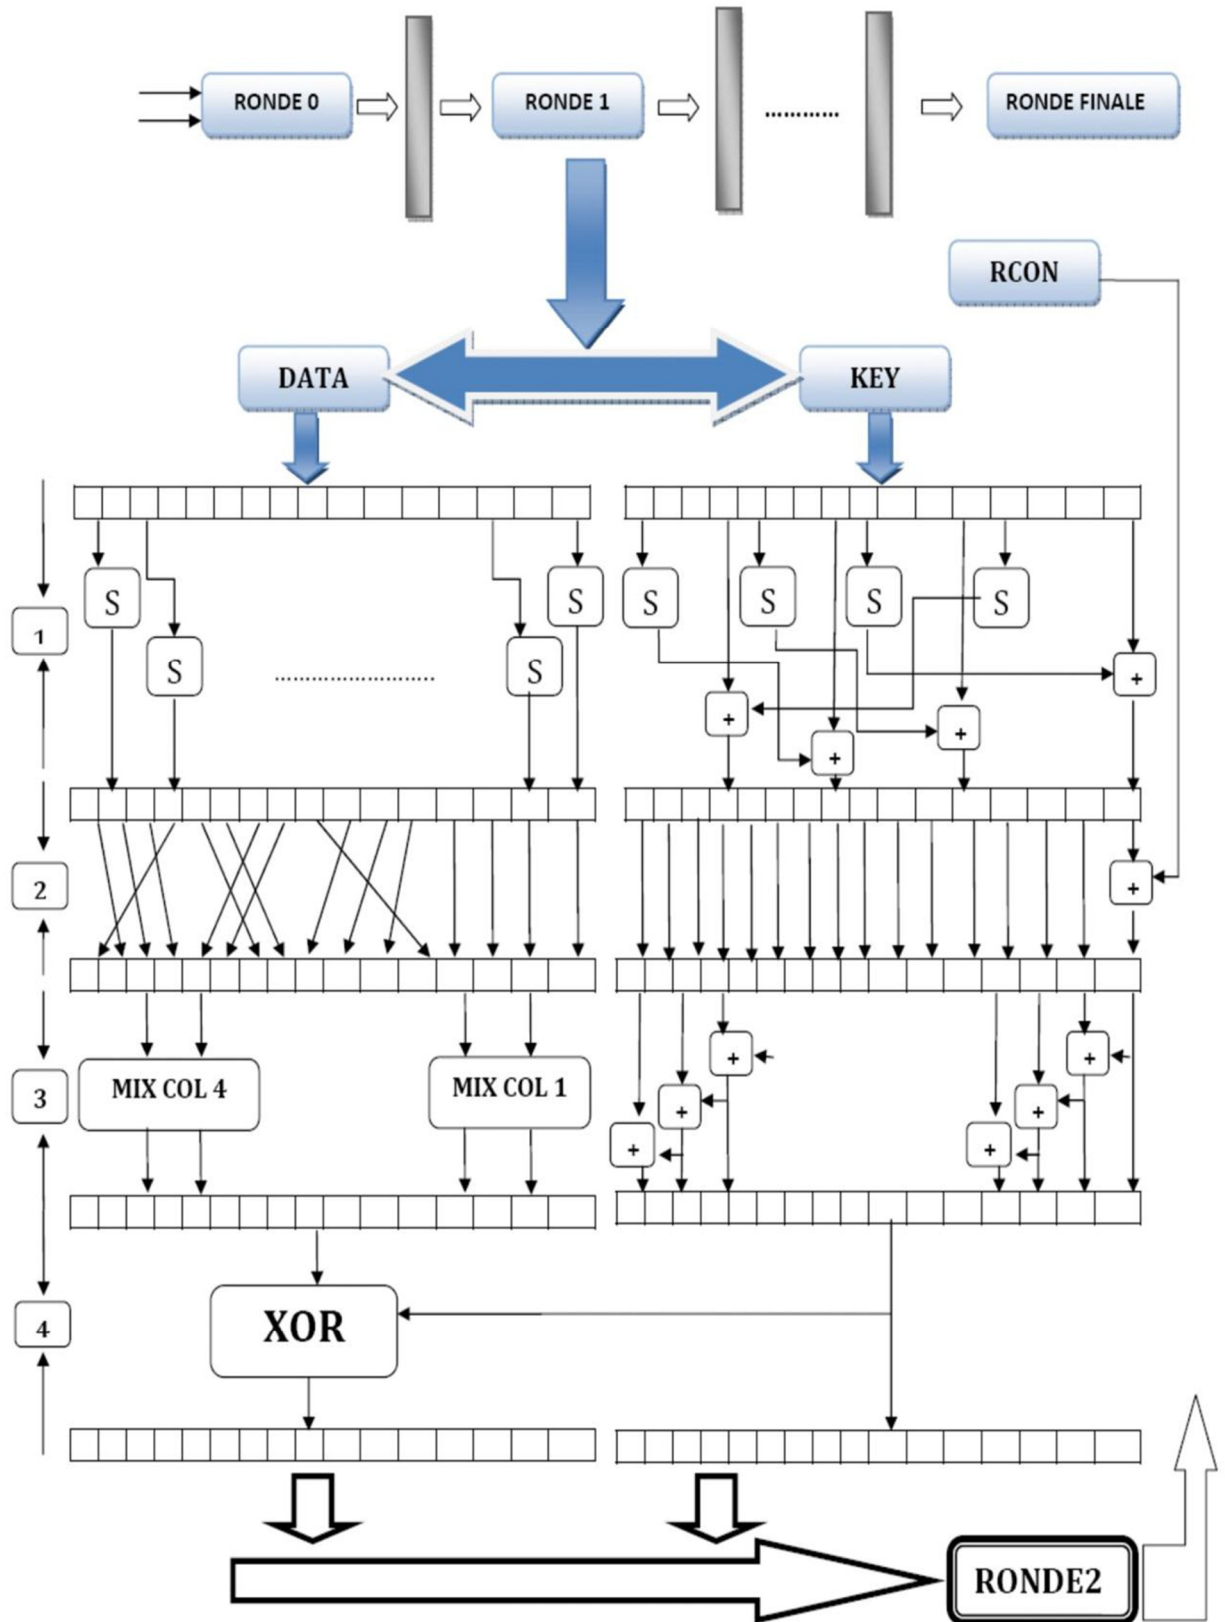 RONDE 0
RONDE 1
............
RONDE FINALE
RCON
DATA
KEY
S
S
S
S
S
S
1
S
S
..........................
+
+
+
+
2
+
+
+
3
MIX COL 4
MIX COL 1
+
+
+
+
XOR
4
RONDE2